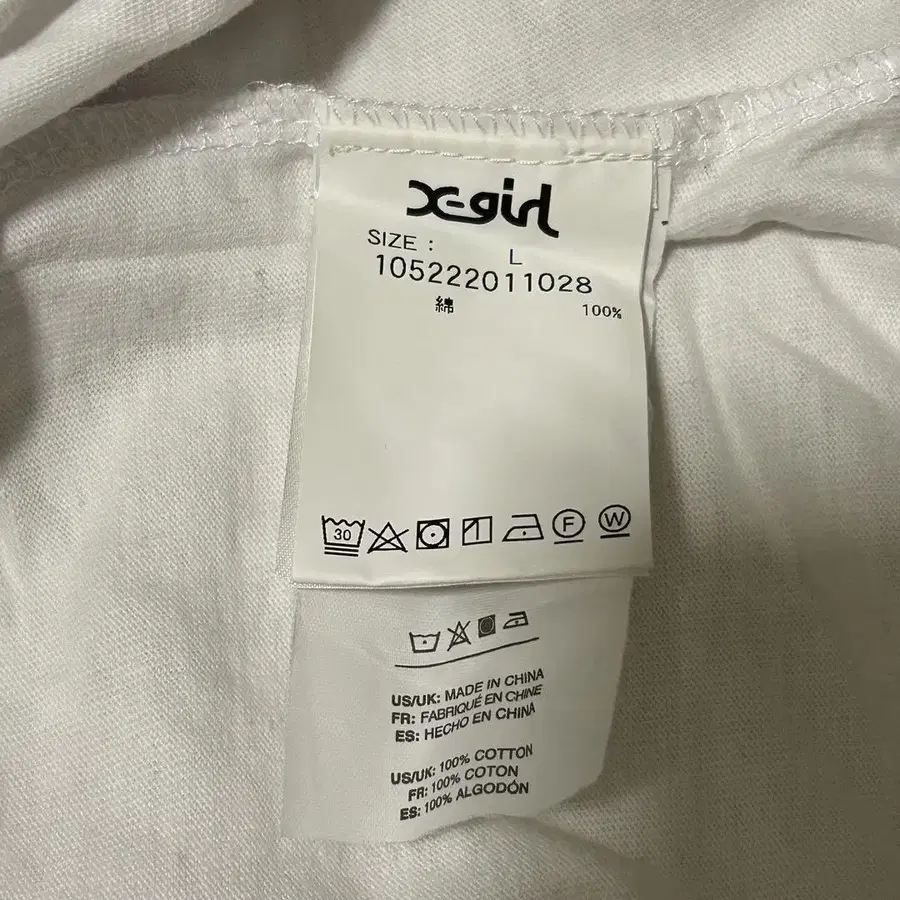 X-girl
SIZE : L
105222011028
綿 100%
30 F W
US/UK: MADE IN CHINA
FR: FABRIQUÉ EN CHINE
ES: HECHO EN CHINA
US/UK: 100% COTTON
FR: 100% COTON
ES: 100% ALGODÓN